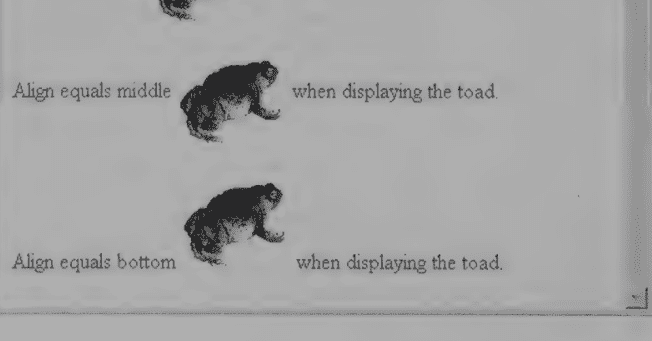 Align equals middle when displaying the toad.
Align equals bottom when displaying the toad.